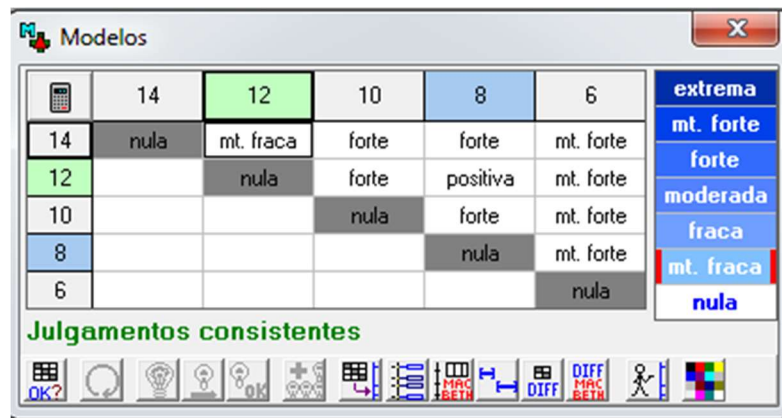 Modelos
14 12 10 8 6
14 nula mt. fraca forte forte mt. forte
12 nula forte positiva mt. forte
10 nula forte mt. forte
8 nula mt. forte
6 nula
extrema
mt. forte
forte
moderada
fraca
mt. fraca
nula
Julgamentos consistentes
OK? OK MAC BETH DIFF DIFF MAC BETH